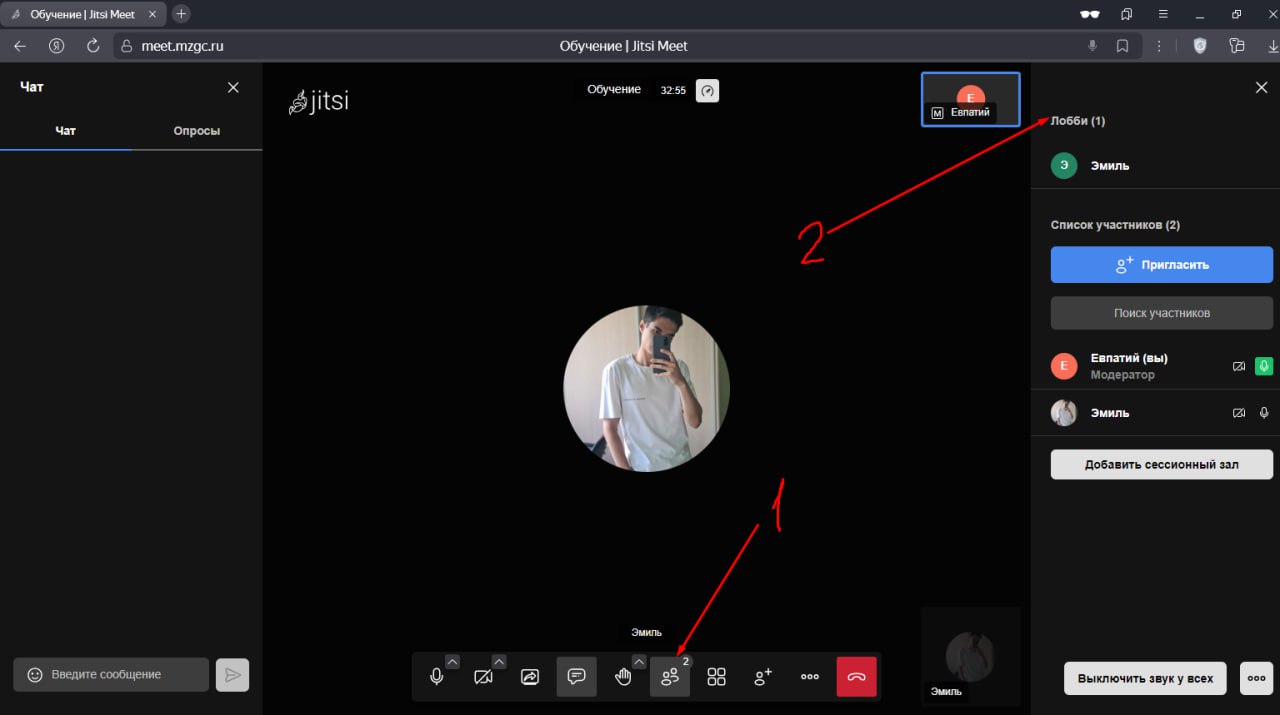 Обучение | Jitsi Meet
meet.mzgc.ru
Обучение | Jitsi Meet
Чат
Чат
Опросы
Введите сообщение
jitsi
Обучение 32:55
E
M Евпатий
2
1
Эмиль
2
Эмиль
Лобби (1)
Э Эмиль
Список участников (2)
Пригласить
Поиск участников
E Евпатий (вы)
Модератор
Эмиль
Добавить сессионный зал
Выключить звук у всех